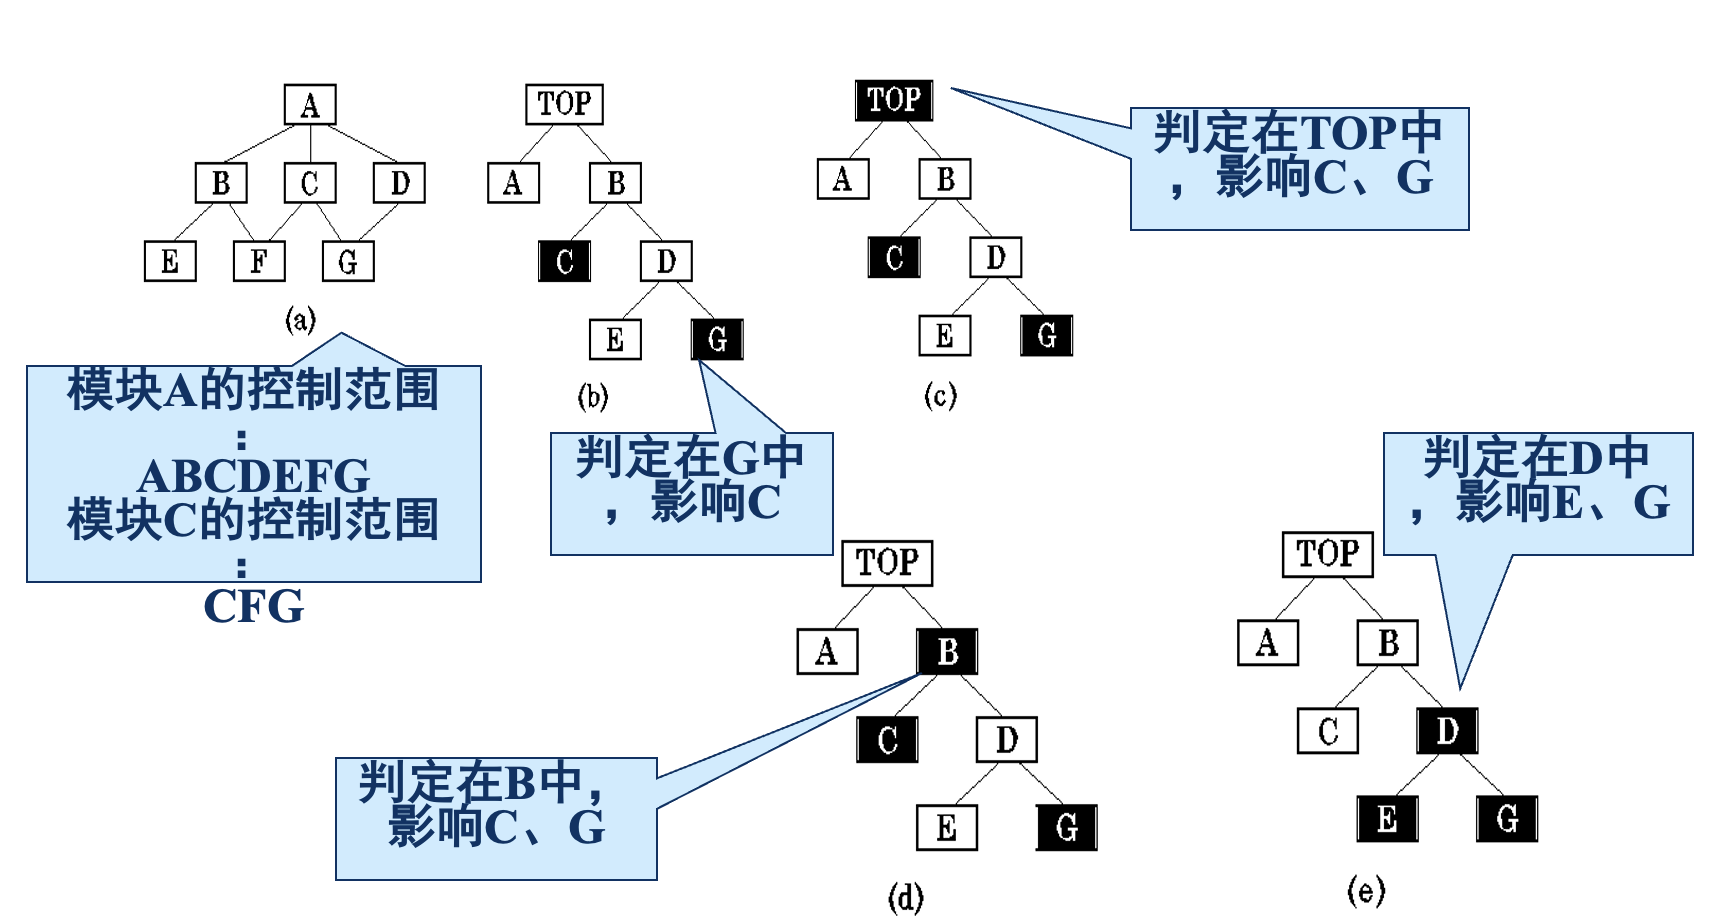 A
B C D
E F G
(a)
模块A的控制范围
：
ABCDEFG
模块C的控制范围
：
CFG
TOP
A B
C D
E G
(b)
判定在G中
，影响C
TOP
A B
C D
E G
(c)
判定在TOP中
，影响C、G
TOP
A B
C D
E G
(d)
判定在B中，
影响C、G
TOP
A B
C D
E G
(e)
判定在D中
，影响E、G